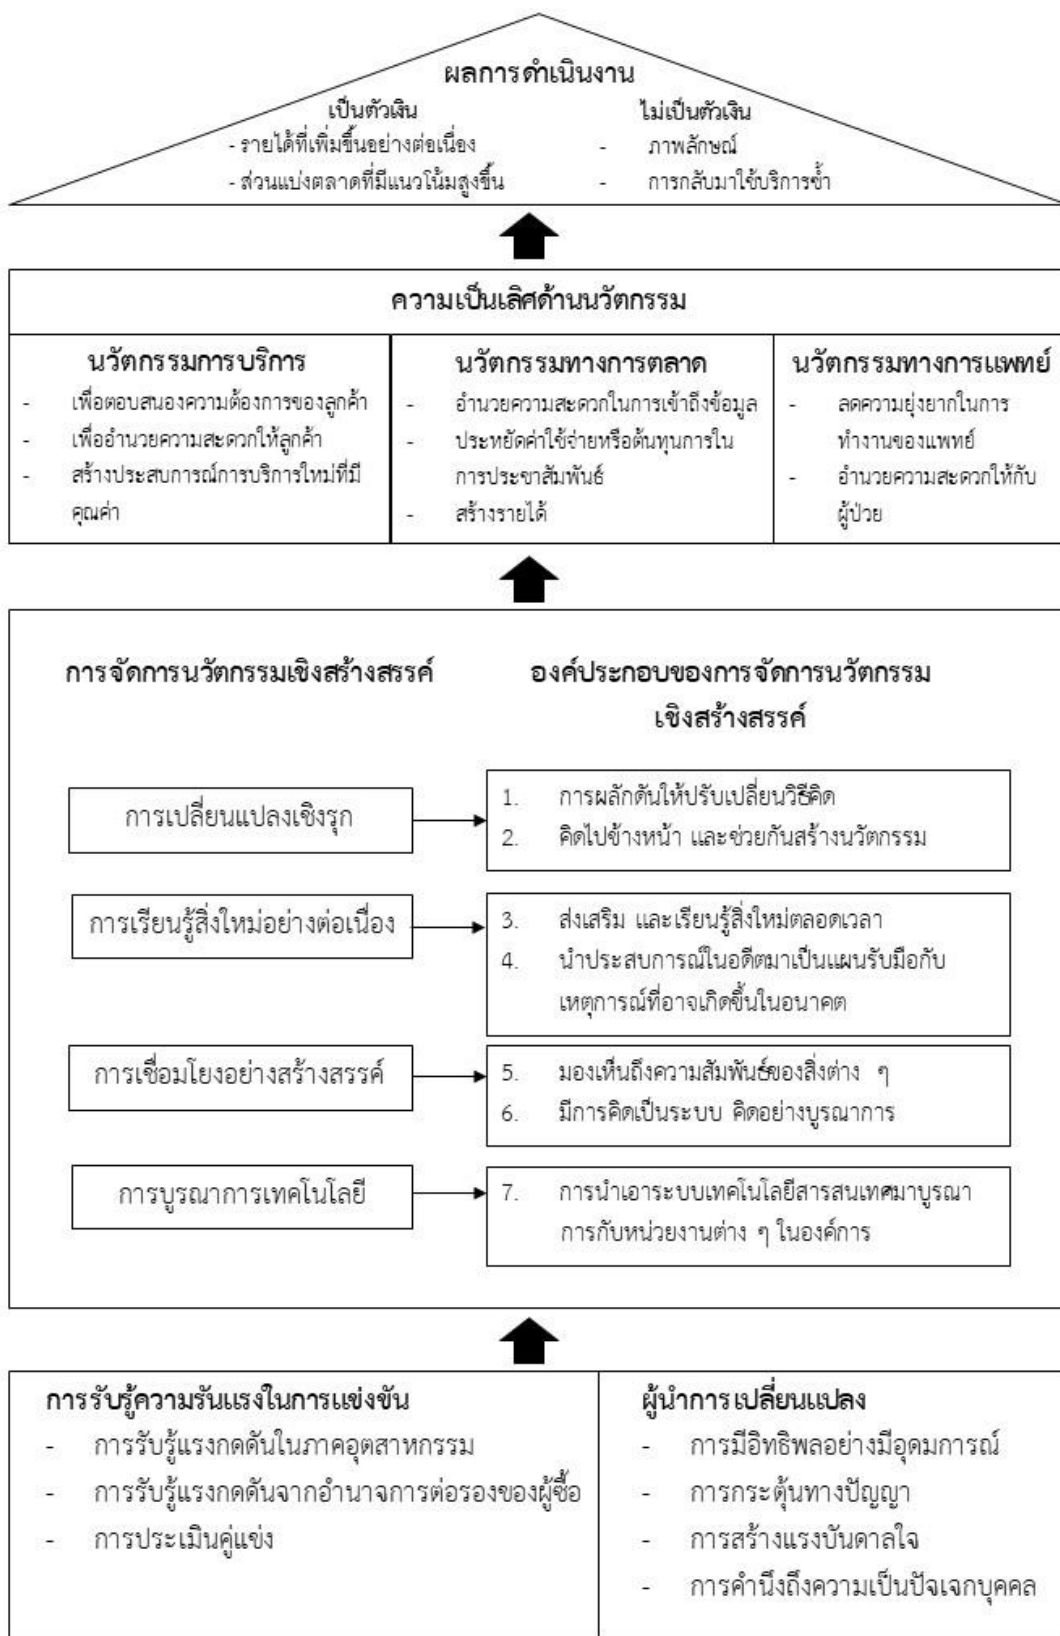 ผลการดำเนินงาน
เป็นตัวเงิน
- รายได้ที่เพิ่มขึ้นอย่างต่อเนื่อง
- ส่วนแบ่งตลาดที่มีแนวโน้มสูงขึ้น
ไม่เป็นตัวเงิน
- ภาพลักษณ์
- การกลับมาใช้บริการซ้ำ
ความเป็นเลิศด้านนวัตกรรม
นวัตกรรมการบริการ
- เพื่อตอบสนองความต้องการของลูกค้า
- เพื่ออำนวยความสะดวกให้ลูกค้า
- สร้างประสบการณ์การบริการใหม่ที่มี
คุณค่า
นวัตกรรมทางการตลาด
- อำนวยความสะดวกในการเข้าถึงข้อมูล
- ประหยัดค่าใช้จ่ายหรือต้นทุนการใน
การประชาสัมพันธ์
- สร้างรายได้
นวัตกรรมทางการแพทย์
- ลดความยุ่งยากในการ
ทำงานของแพทย์
- อำนวยความสะดวกให้กับ
ผู้ป่วย
การจัดการนวัตกรรมเชิงสร้างสรรค์
องค์ประกอบของการจัดการนวัตกรรม
เชิงสร้างสรรค์
การเปลี่ยนแปลงเชิงรุก
1. การผลักดันให้ปรับเปลี่ยนวิธีคิด
2. คิดไปข้างหน้า และช่วยกันสร้างนวัตกรรม
การเรียนรู้สิ่งใหม่อย่างต่อเนื่อง
3. ส่งเสริม และเรียนรู้สิ่งใหม่ตลอดเวลา
4. นำประสบการณ์ในอดีตมาเป็นแผนรับมือกับ
เหตุการณ์ที่อาจเกิดขึ้นในอนาคต
การเชื่อมโยงอย่างสร้างสรรค์
5. มองเห็นถึงความสัมพันธ์ของสิ่งต่าง ๆ
6. มีการคิดเป็นระบบ คิดอย่างบูรณาการ
การบูรณาการเทคโนโลยี
7. การนำเอาระบบเทคโนโลยีสารสนเทศมาบูรณา
การกับหน่วยงานต่าง ๆ ในองค์การ
การรับรู้ความรันแรงในการแข่งขัน
- การรับรู้แรงกดดันในภาคอุตสาหกรรม
- การรับรู้แรงกดดันจากอำนาจการต่อรองของผู้ซื้อ
- การประเมินคู่แข่ง
ผู้นำการเปลี่ยนแปลง
- การมีอิทธิพลอย่างมีอุดมการณ์
- การกระตุ้นทางปัญญา
- การสร้างแรงบันดาลใจ
- การคำนึงถึงความเป็นปัจเจกบุคคล